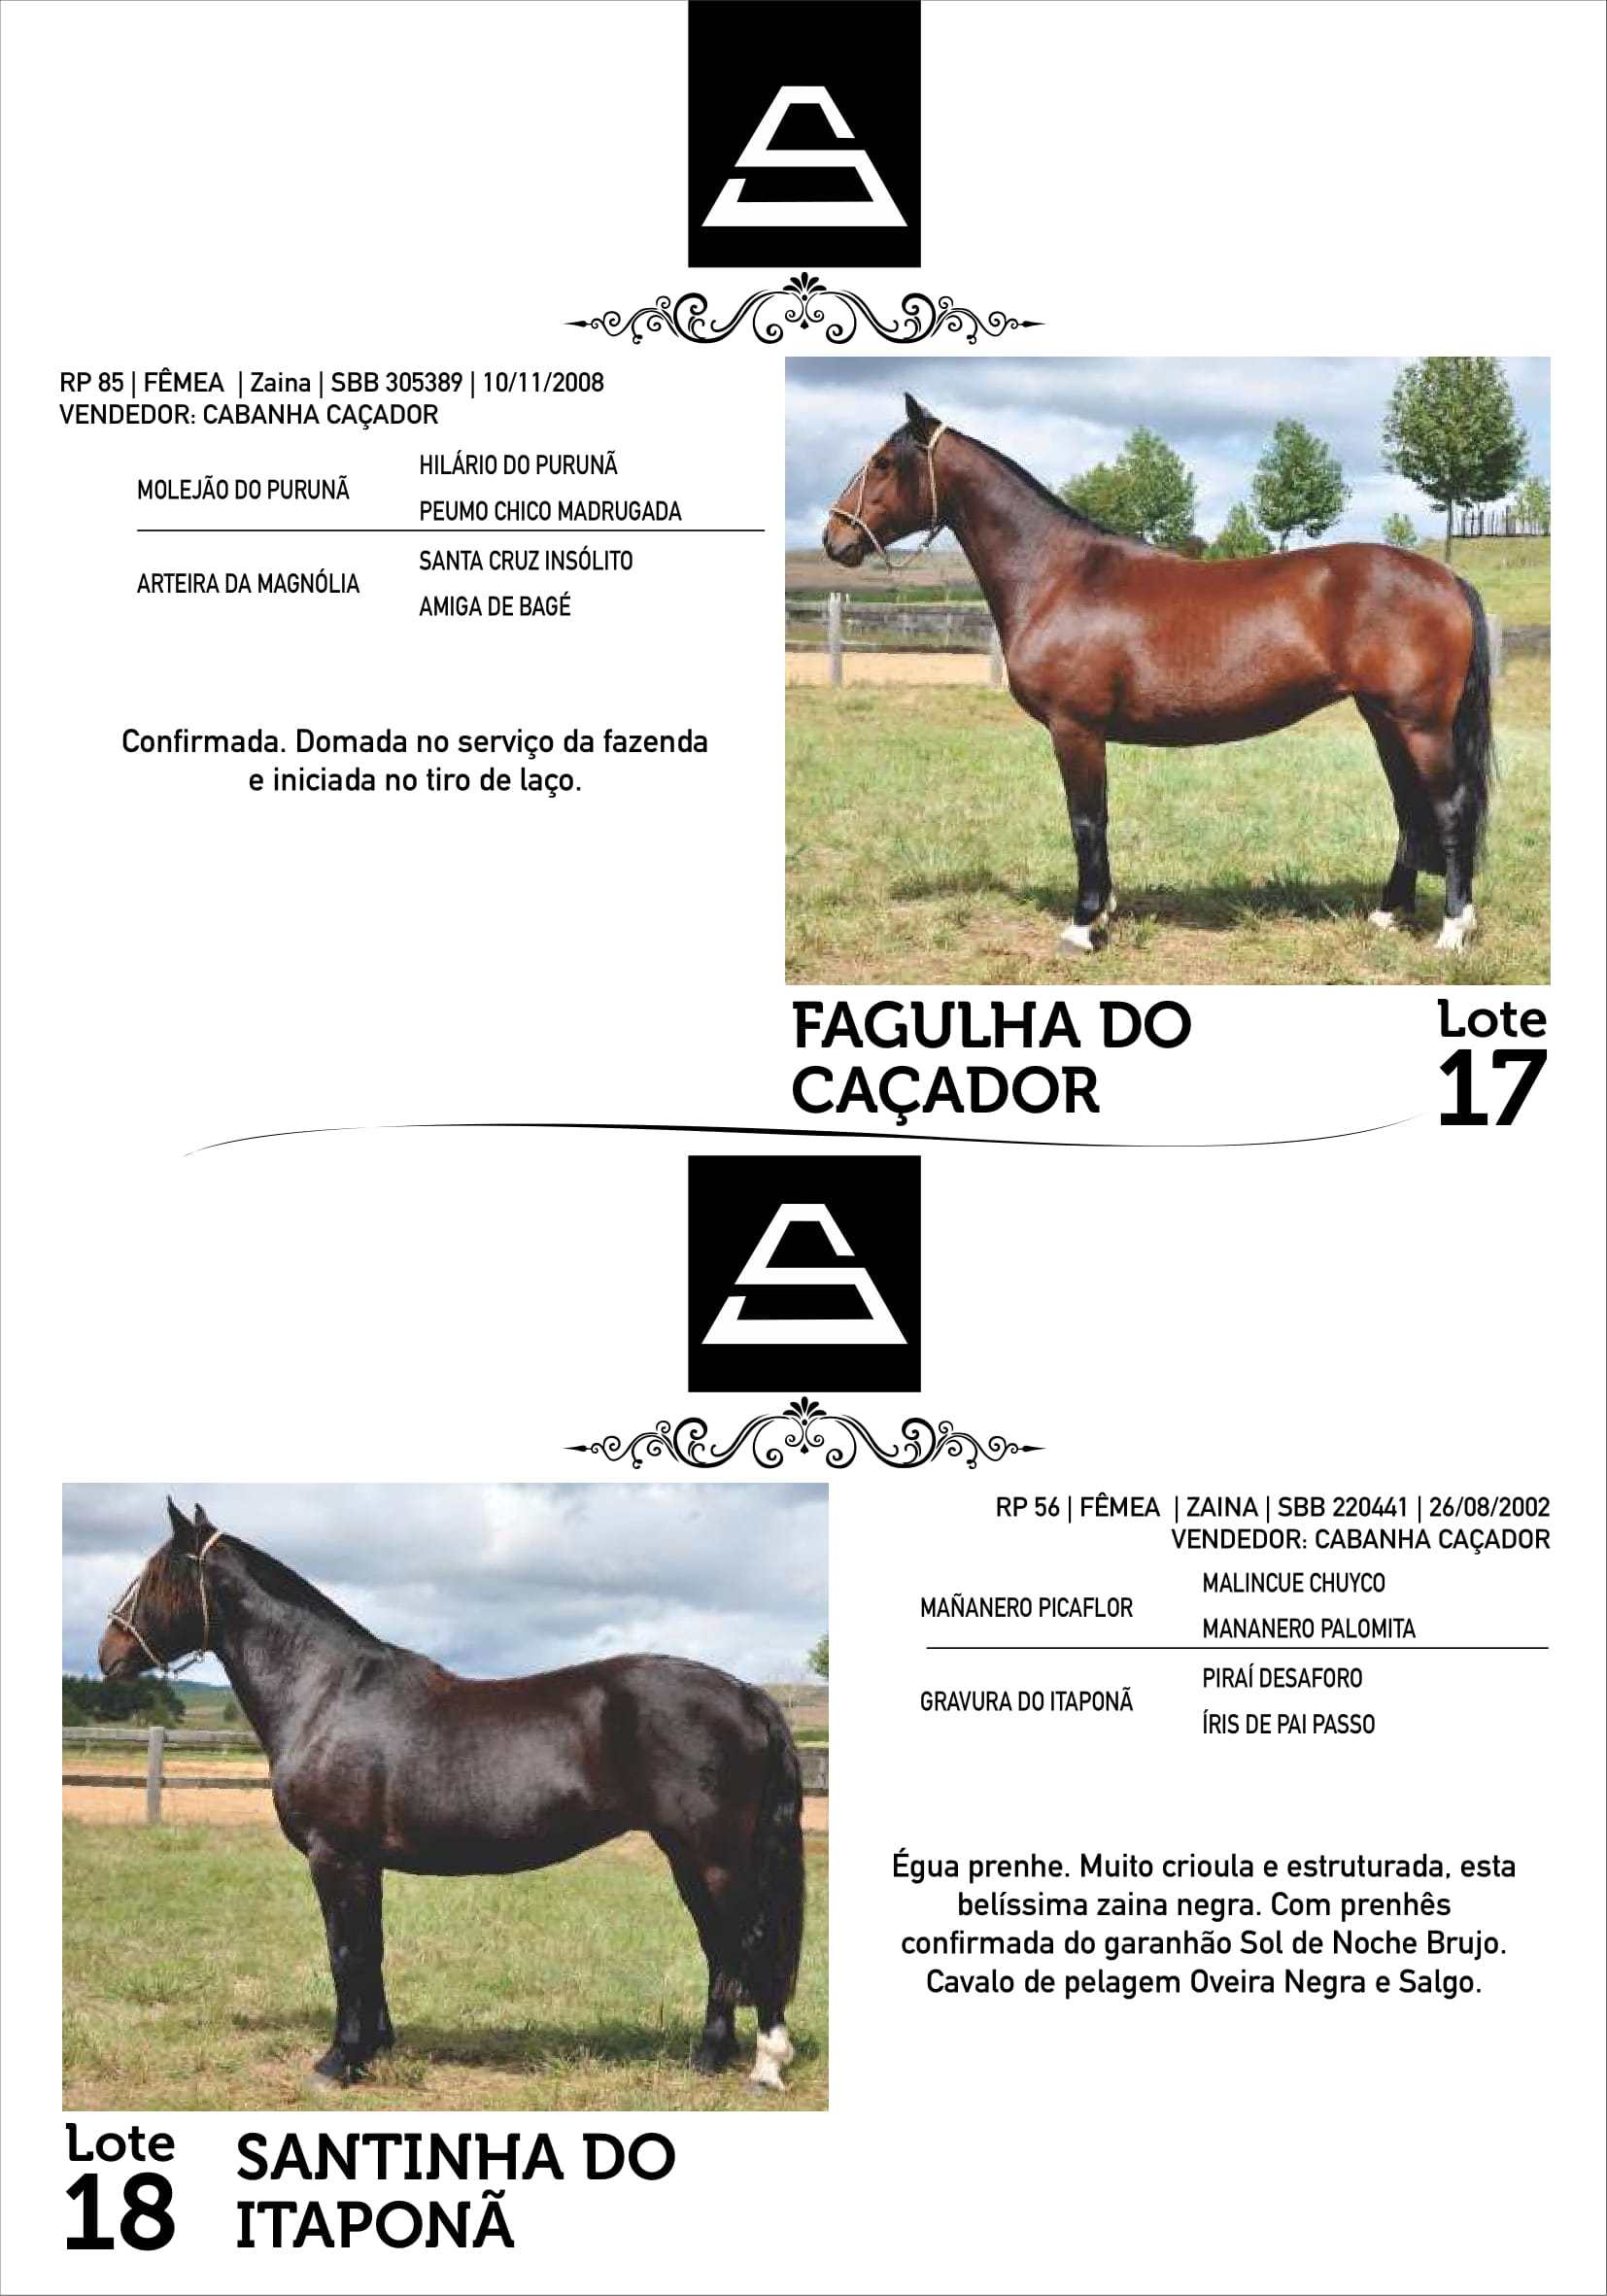 RP 85 | FÊMEA | Zaina | SBB 305389 | 10/11/2008
VENDEDOR: CABANHA CAÇADOR
HILÁRIO DO PURUNÃ
MOLEJÃO DO PURUNÃ
PEUMO CHICO MADRUGADA
SANTA CRUZ INSÓLITO
ARTEIRA DA MAGNÓLIA
AMIGA DE BAGÉ
Confirmada. Domada no serviço da fazenda
e iniciada no tiro de laço.
FAGULHA DO
CAÇADOR
Lote
17
RP 56 | FÊMEA | ZAINA | SBB 220441 | 26/08/2002
VENDEDOR: CABANHA CAÇADOR
MALINCUE CHUYCO
MAÑANERO PICAFLOR
MANANERO PALOMITA
PIRAÍ DESAFORO
GRAVURA DO ITAPONÃ
ÍRIS DE PAI PASSO
Égua prenhe. Muito crioula e estruturada, esta
belíssima zaina negra. Com prenhês
confirmada do garanhão Sol de Noche Brujo.
Cavalo de pelagem Oveira Negra e Salgo.
Lote
18
SANTINHA DO
ITAPONÃ